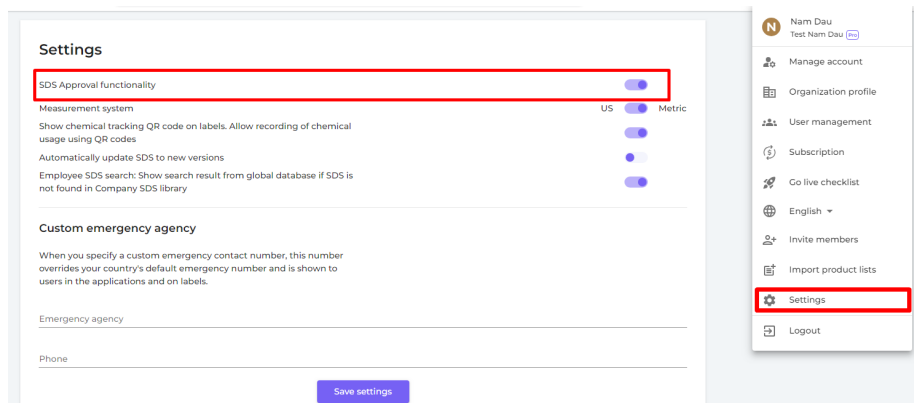 Settings
SDS Approval functionality
Measurement system
US
Metric
Show chemical tracking QR code on labels. Allow recording of chemical
usage using QR codes
Automatically update SDS to new versions
Employee SDS search: Show search result from global database if SDS is
not found in Company SDS library
Custom emergency agency
When you specify a custom emergency contact number, this number
overrides your country's default emergency number and is shown to
users in the applications and on labels.
Emergency agency
Phone
Save settings
N
Nam Dau
Test Nam Dau Pro
Manage account
Organization profile
User management
Subscription
Go live checklist
English
Invite members
Import product lists
Settings
Logout